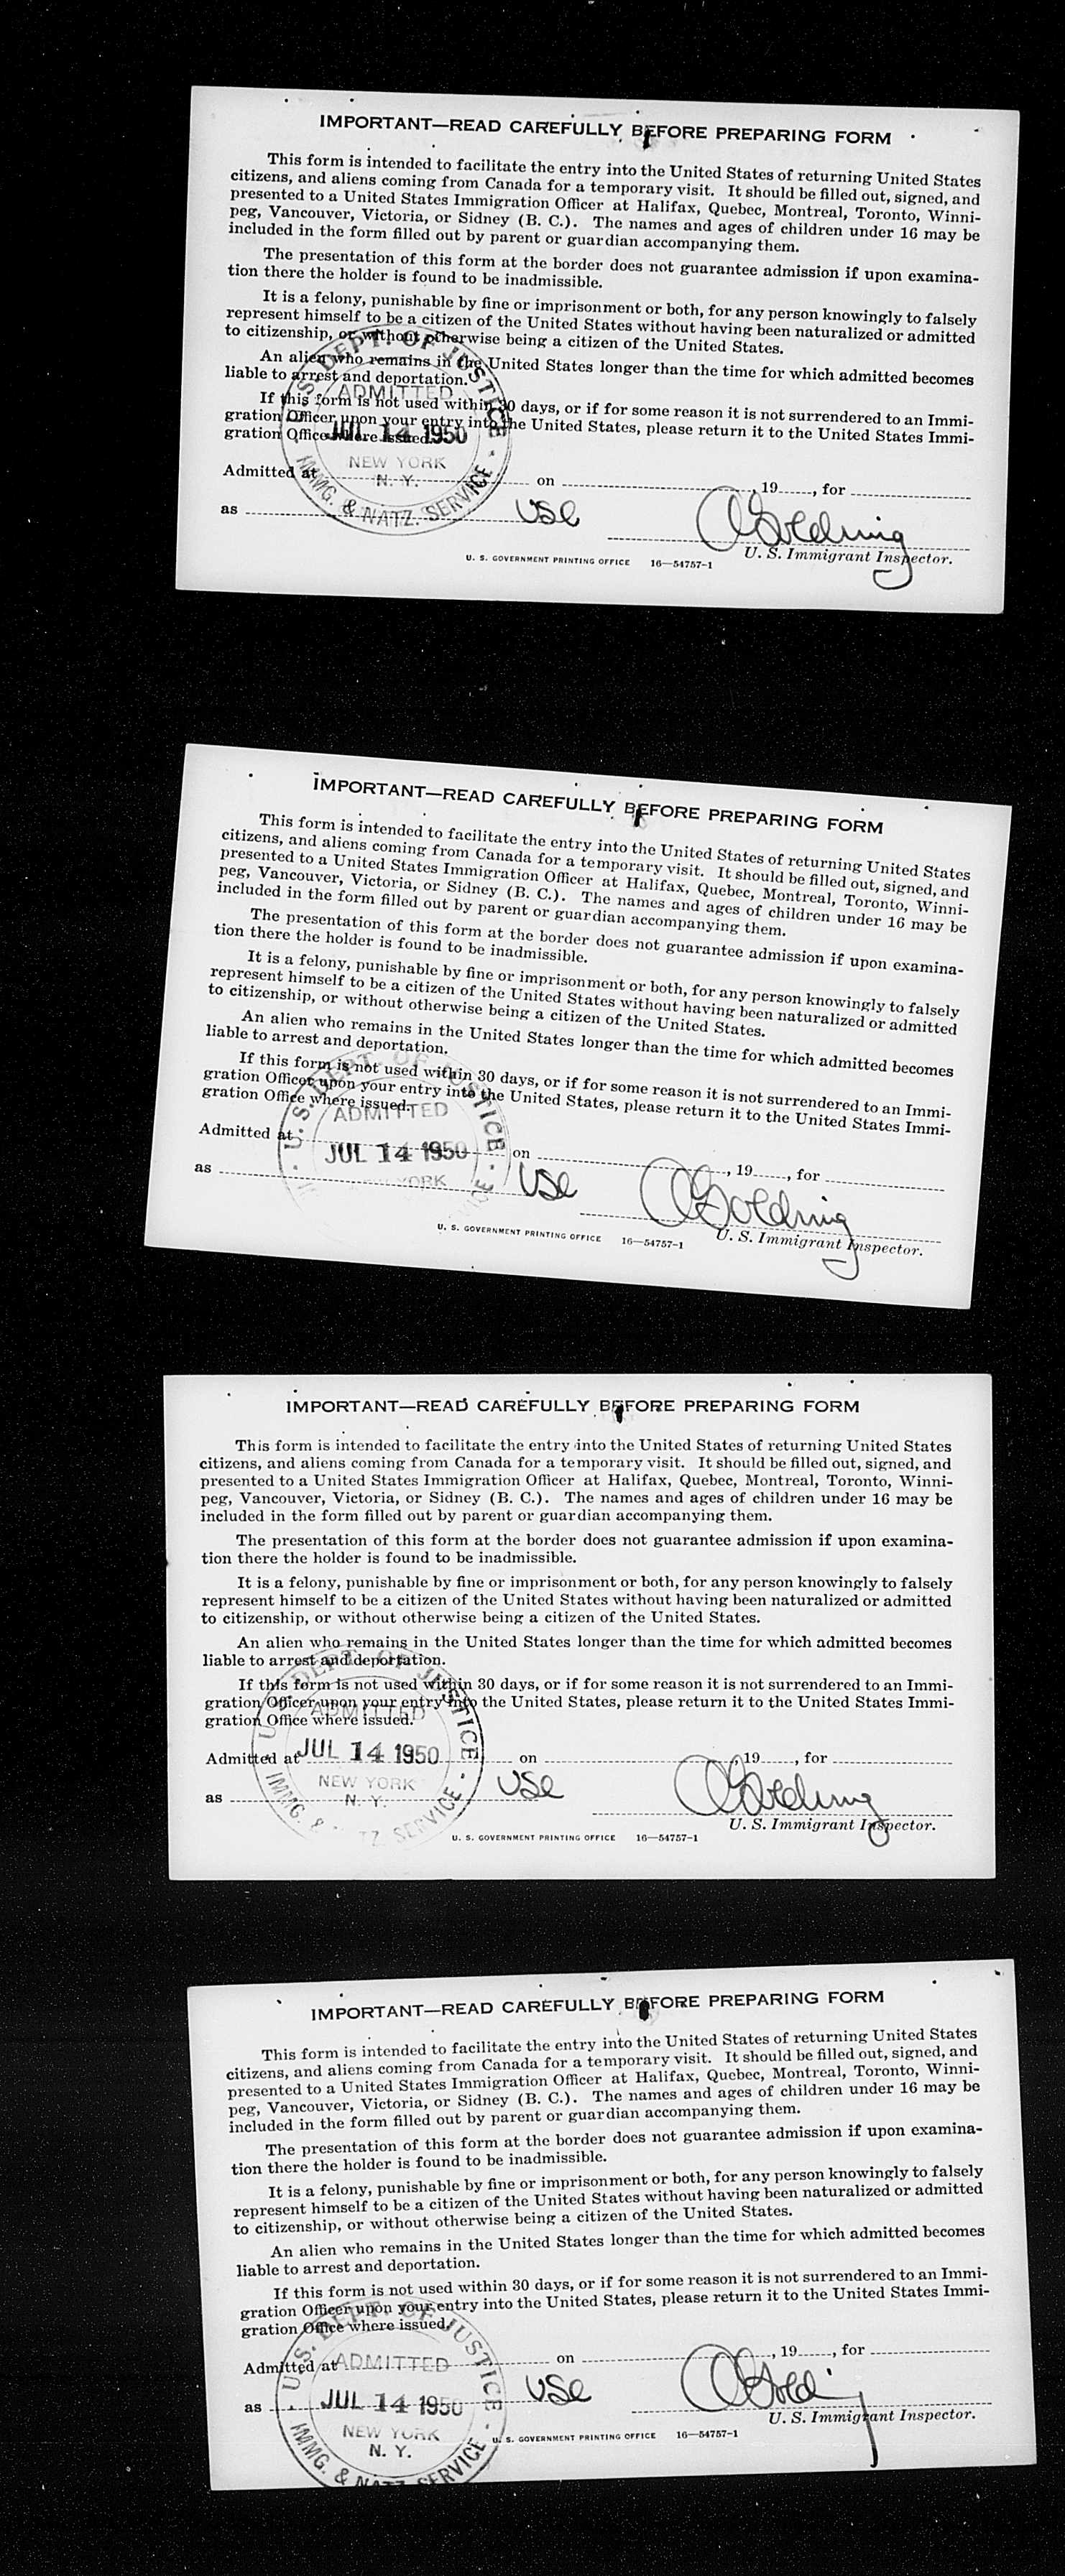 IMPORTANT—READ CAREFULLY BEFORE PREPARING FORM
This form is intended to facilitate the entry into the United States of returning United States
citizens, and aliens coming from Canada for a temporary visit. It should be filled out, signed, and
presented to a United States Immigration Officer at Halifax, Quebec, Montreal, Toronto, Winni-
peg, Vancouver, Victoria, or Sidney (B. C.). The names and ages of children under 16 may be
included in the form filled out by parent or guardian accompanying them.
The presentation of this form at the border does not guarantee admission if upon examina-
tion there the holder is found to be inadmissible.
It is a felony, punishable by fine or imprisonment or both, for any person knowingly to falsely
represent himself to be a citizen of the United States without having been naturalized or admitted
to citizenship, or without otherwise being a citizen of the United States.
An alien who remains in the United States longer than the time for which admitted becomes
liable to arrest and deportation.
If this form is not used within 30 days, or if for some reason it is not surrendered to an Immi-
gration Officer upon your entry into the United States, please return it to the United States Immi-
gration Office where issued.
U. S. DEPT. OF JUSTICE
ADMITTED
JUL 14 1950
NEW YORK
N. Y.
IMMG. & NATZ. SERVICE
Admitted at on , 19 , for
as USC Golding
U. S. Immigrant Inspector.
U. S. GOVERNMENT PRINTING OFFICE 16—54757-1
IMPORTANT—READ CAREFULLY BEFORE PREPARING FORM
This form is intended to facilitate the entry into the United States of returning United States
citizens, and aliens coming from Canada for a temporary visit. It should be filled out, signed, and
presented to a United States Immigration Officer at Halifax, Quebec, Montreal, Toronto, Winni-
peg, Vancouver, Victoria, or Sidney (B. C.). The names and ages of children under 16 may be
included in the form filled out by parent or guardian accompanying them.
The presentation of this form at the border does not guarantee admission if upon examina-
tion there the holder is found to be inadmissible.
It is a felony, punishable by fine or imprisonment or both, for any person knowingly to falsely
represent himself to be a citizen of the United States without having been naturalized or admitted
to citizenship, or without otherwise being a citizen of the United States.
An alien who remains in the United States longer than the time for which admitted becomes
liable to arrest and deportation.
If this form is not used within 30 days, or if for some reason it is not surrendered to an Immi-
gration Officer upon your entry into the United States, please return it to the United States Immi-
gration Office where issued.
U. S. DEPT. OF JUSTICE
ADMITTED
JUL 14 1950
YORK
Admitted at on , 19 , for
as USC Golding
U. S. Immigrant Inspector.
U. S. GOVERNMENT PRINTING OFFICE 16—54757-1
IMPORTANT—READ CAREFULLY BEFORE PREPARING FORM
This form is intended to facilitate the entry into the United States of returning United States
citizens, and aliens coming from Canada for a temporary visit. It should be filled out, signed, and
presented to a United States Immigration Officer at Halifax, Quebec, Montreal, Toronto, Winni-
peg, Vancouver, Victoria, or Sidney (B. C.). The names and ages of children under 16 may be
included in the form filled out by parent or guardian accompanying them.
The presentation of this form at the border does not guarantee admission if upon examina-
tion there the holder is found to be inadmissible.
It is a felony, punishable by fine or imprisonment or both, for any person knowingly to falsely
represent himself to be a citizen of the United States without having been naturalized or admitted
to citizenship, or without otherwise being a citizen of the United States.
An alien who remains in the United States longer than the time for which admitted becomes
liable to arrest and deportation.
If this form is not used within 30 days, or if for some reason it is not surrendered to an Immi-
gration Officer upon your entry into the United States, please return it to the United States Immi-
gration Office where issued.
U. S. DEPT. OF JUSTICE
ADMITTED
JUL 14 1950
NEW YORK
N. Y.
IMMG. & TZ SERVICE
Admitted at on , 19 , for
as USC Golding
U. S. Immigrant Inspector.
U. S. GOVERNMENT PRINTING OFFICE 16—54757-1
IMPORTANT—READ CAREFULLY BEFORE PREPARING FORM
This form is intended to facilitate the entry into the United States of returning United States
citizens, and aliens coming from Canada for a temporary visit. It should be filled out, signed, and
presented to a United States Immigration Officer at Halifax, Quebec, Montreal, Toronto, Winni-
peg, Vancouver, Victoria, or Sidney (B. C.). The names and ages of children under 16 may be
included in the form filled out by parent or guardian accompanying them.
The presentation of this form at the border does not guarantee admission if upon examina-
tion there the holder is found to be inadmissible.
It is a felony, punishable by fine or imprisonment or both, for any person knowingly to falsely
represent himself to be a citizen of the United States without having been naturalized or admitted
to citizenship, or without otherwise being a citizen of the United States.
An alien who remains in the United States longer than the time for which admitted becomes
liable to arrest and deportation.
If this form is not used within 30 days, or if for some reason it is not surrendered to an Immi-
gration Officer upon your entry into the United States, please return it to the United States Immi-
gration Office where issued.
U. S. DEPT OF JUSTICE
Admitted at on , 19 , for
ADMITTED
as USC
JUL 14 1950
NEW YORK
N. Y.
IMMG. & NATZ SERVICE
U. S. Immigrant Inspector.
U. S. GOVERNMENT PRINTING OFFICE 16—54757-1